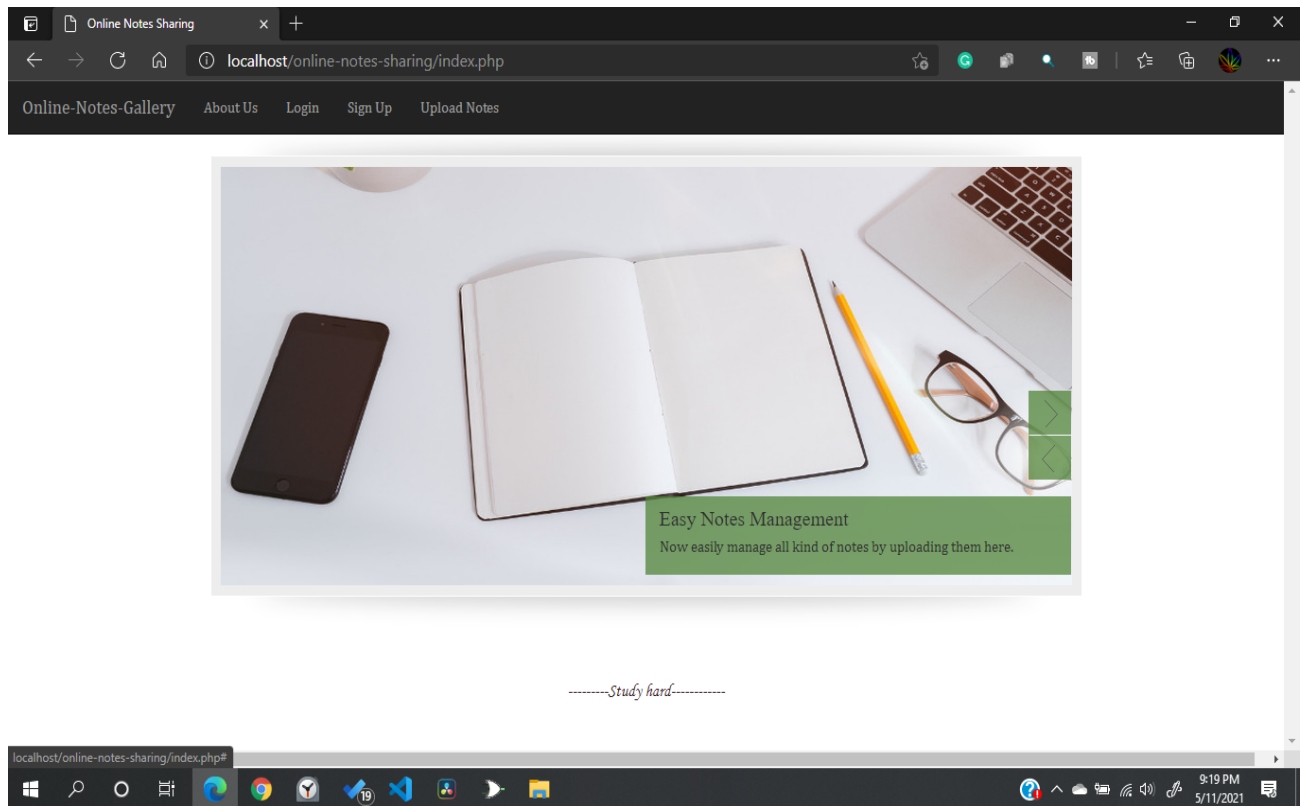 Online Notes Sharing
localhost/online-notes-sharing/index.php
Online-Notes-Gallery About Us Login Sign Up Upload Notes
Easy Notes Management
Now easily manage all kind of notes by uploading them here.
---------Study hard------------
localhost/online-notes-sharing/index.php#
19
9:19 PM
5/11/2021